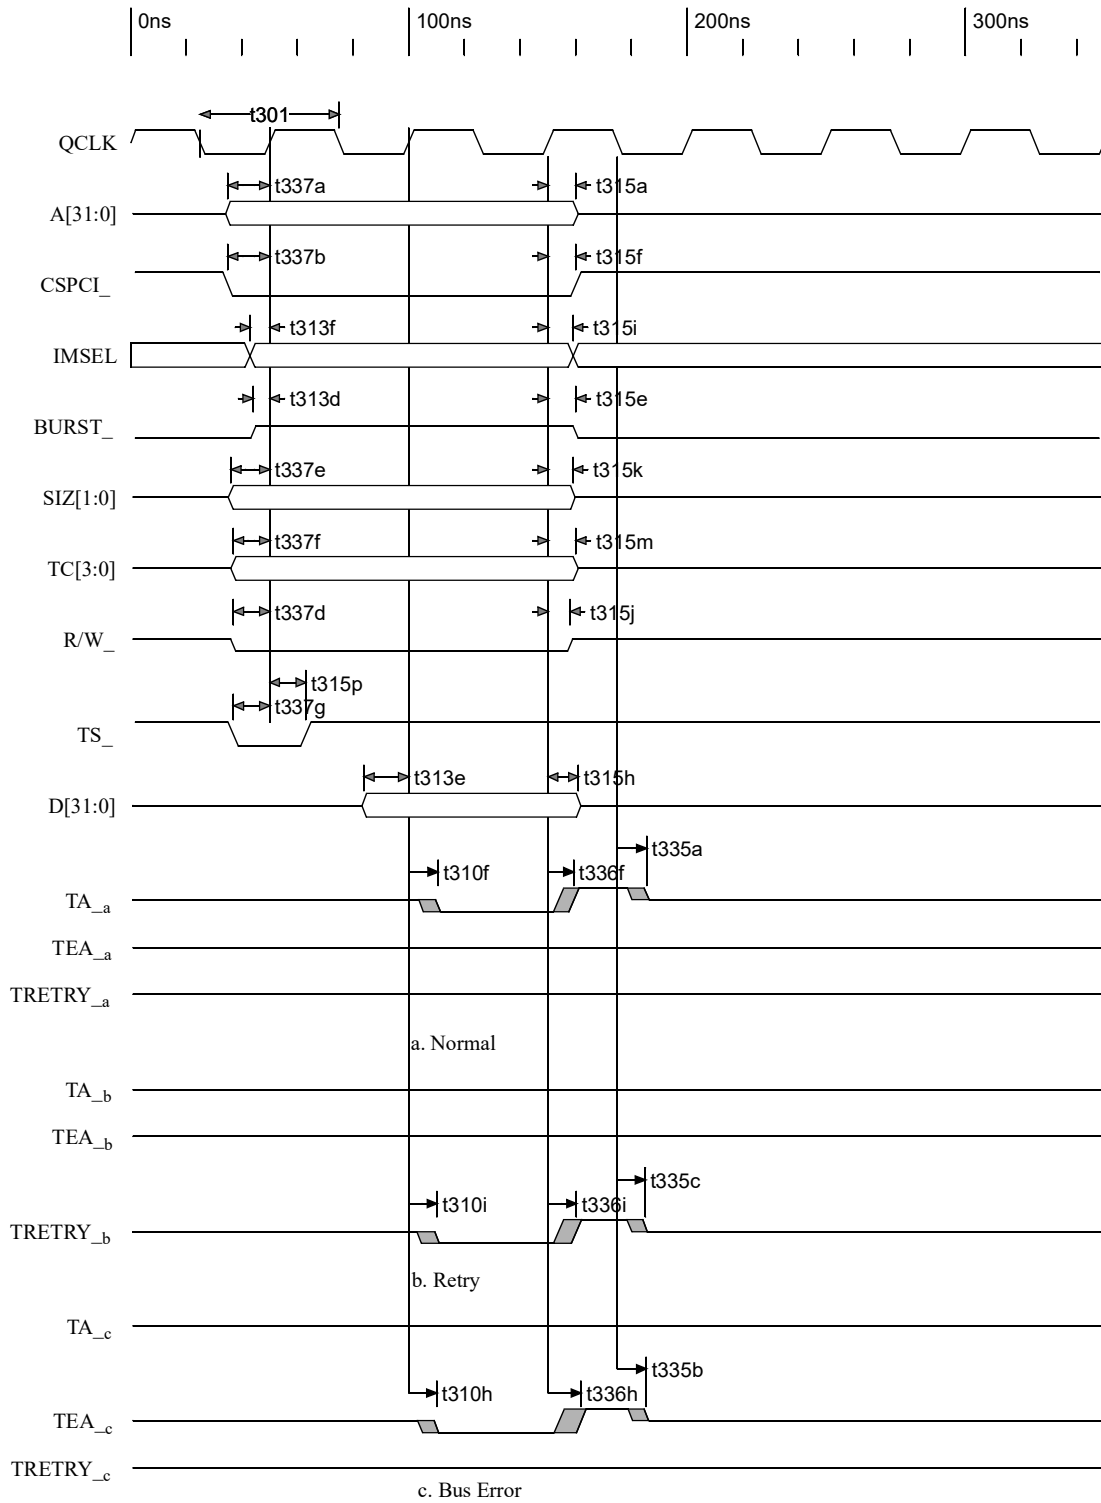 0ns 100ns 200ns 300ns
t301
QCLK
t337a t315a
A[31:0]
t337b t315f
CSPCI_
t313f t315i
IMSEL
t313d t315e
BURST_
t337e t315k
SIZ[1:0]
t337f t315m
TC[3:0]
t337d t315j
R/W_
t315p
t337g
TS_
t313e t315h
D[31:0]
t335a
t310f t336f
TA_a
TEA_a
TRETRY_a
a. Normal
TA_b
TEA_b
t335c
t310i t336i
TRETRY_b
b. Retry
TA_c
t335b
t310h t336h
TEA_c
TRETRY_c
c. Bus Error